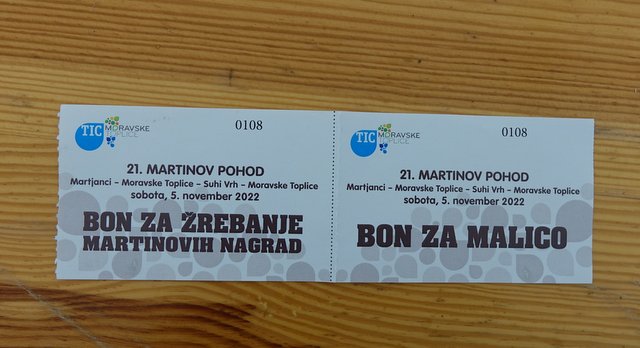 TIC MORAVSKE
TOPLICE
0108
21. MARTINOV POHOD
Martjanci – Moravske Toplice – Suhi Vrh – Moravske Toplice
sobota, 5. november 2022
BON ZA ŽREBANJE
MARTINOVIH NAGRAD
TIC MORAVSKE
TOPLICE
0108
21. MARTINOV POHOD
Martjanci – Moravske Toplice – Suhi Vrh – Moravske Toplice
sobota, 5. november 2022
BON ZA MALICO